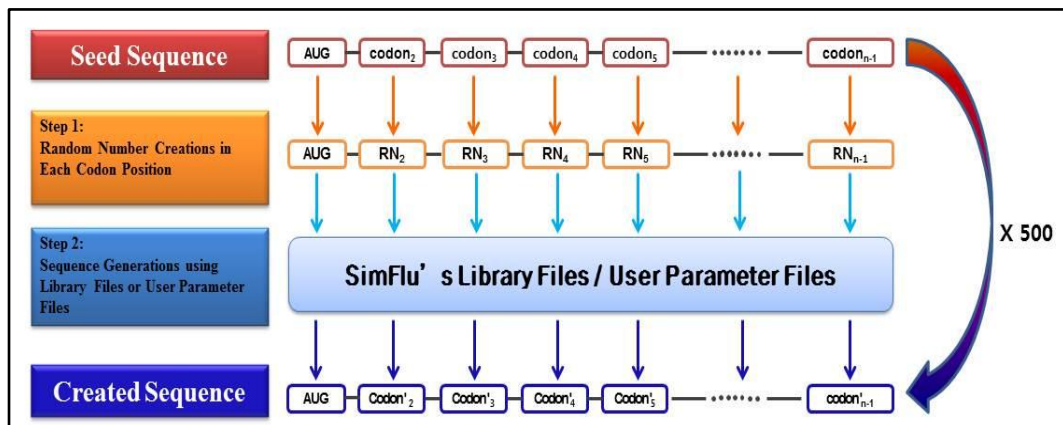 Seed Sequence
AUG codon₂ codon₃ codon₄ codon₅ ....... codonₙ₋₁
Step 1:
Random Number Creations in
Each Codon Position
AUG RN₂ RN₃ RN₄ RN₅ ....... RNₙ₋₁
Step 2:
Sequence Generations using
Library Files or User Parameter
Files
SimFlu's Library Files / User Parameter Files
X 500
Created Sequence
AUG Codon'₂ Codon'₃ Codon'₄ Codon'₅ ....... codon'ₙ₋₁